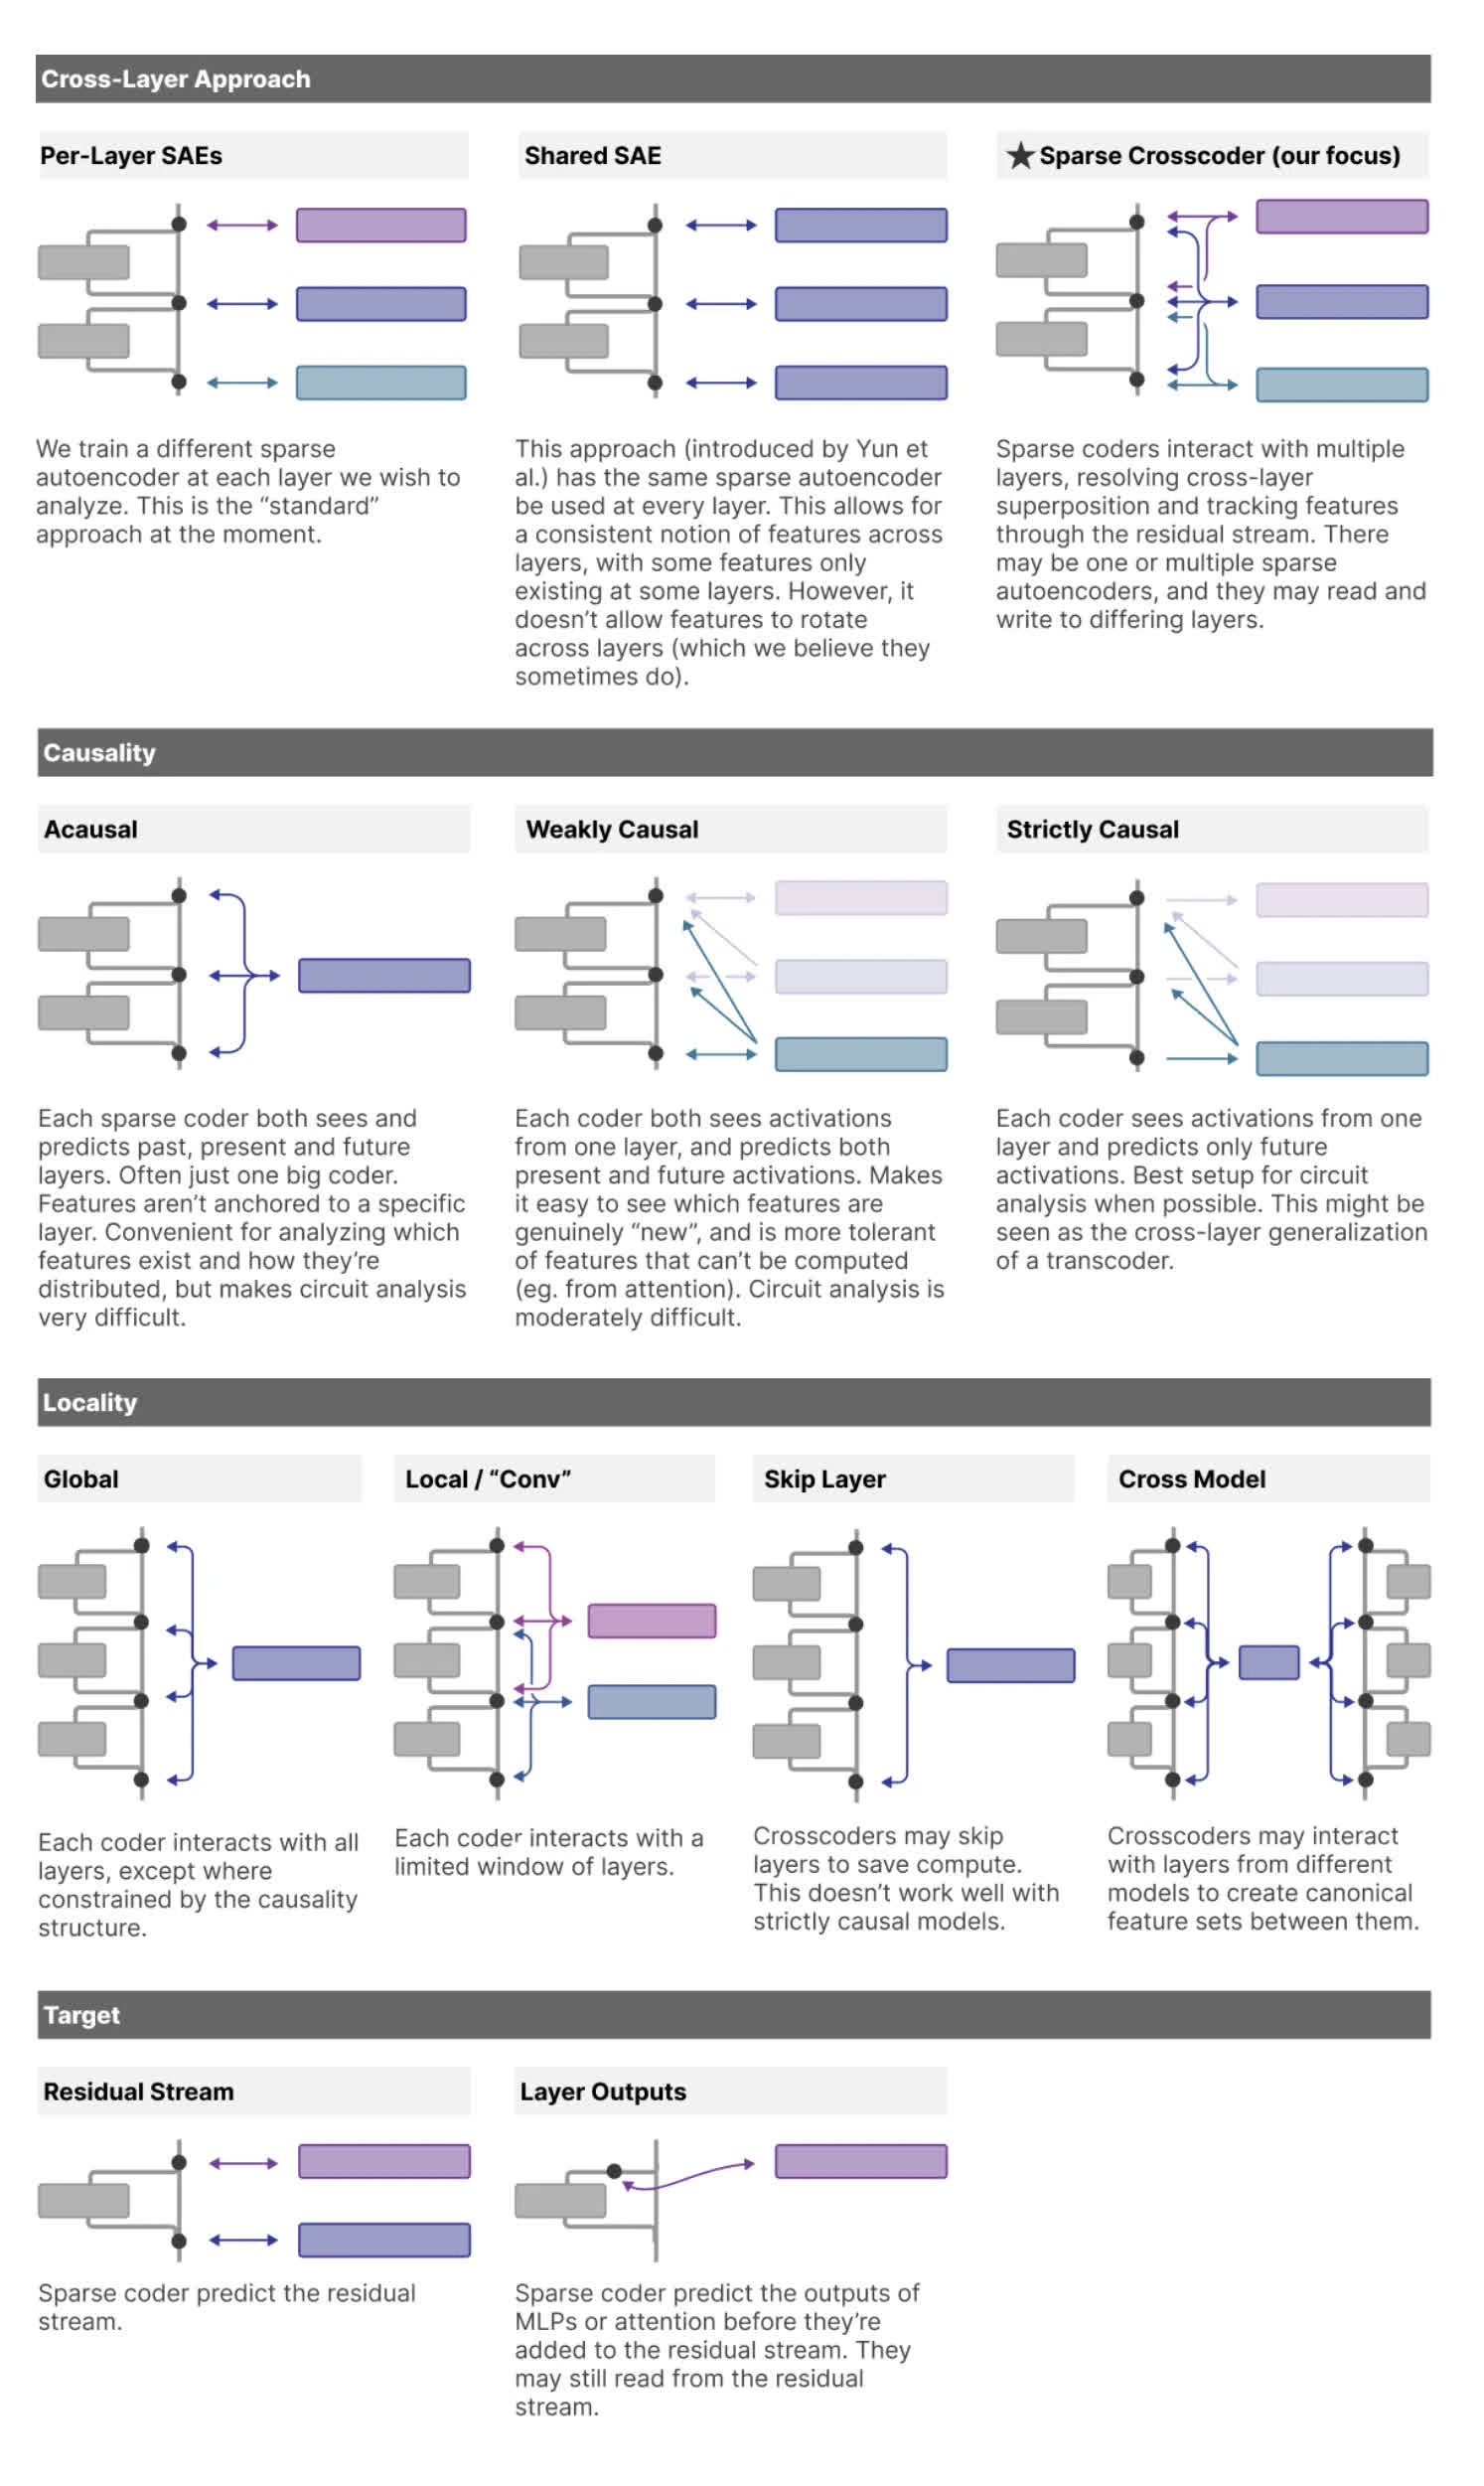 Cross-Layer Approach
Per-Layer SAEs
We train a different sparse
autoencoder at each layer we wish to
analyze. This is the “standard”
approach at the moment.
Shared SAE
This approach (introduced by Yun et
al.) has the same sparse autoencoder
be used at every layer. This allows for
a consistent notion of features across
layers, with some features only
existing at some layers. However, it
doesn’t allow features to rotate
across layers (which we believe they
sometimes do).
★ Sparse Crosscoder (our focus)
Sparse coders interact with multiple
layers, resolving cross-layer
superposition and tracking features
through the residual stream. There
may be one or multiple sparse
autoencoders, and they may read and
write to differing layers.
Causality
Acausal
Each sparse coder both sees and
predicts past, present and future
layers. Often just one big coder.
Features aren’t anchored to a specific
layer. Convenient for analyzing which
features exist and how they’re
distributed, but makes circuit analysis
very difficult.
Weakly Causal
Each coder both sees activations
from one layer, and predicts both
present and future activations. Makes
it easy to see which features are
genuinely “new”, and is more tolerant
of features that can’t be computed
(eg. from attention). Circuit analysis is
moderately difficult.
Strictly Causal
Each coder sees activations from one
layer and predicts only future
activations. Best setup for circuit
analysis when possible. This might be
seen as the cross-layer generalization
of a transcoder.
Locality
Global
Each coder interacts with all
layers, except where
constrained by the causality
structure.
Local / “Conv”
Each coder interacts with a
limited window of layers.
Skip Layer
Crosscoders may skip
layers to save compute.
This doesn’t work well with
strictly causal models.
Cross Model
Crosscoders may interact
with layers from different
models to create canonical
feature sets between them.
Target
Residual Stream
Sparse coder predict the residual
stream.
Layer Outputs
Sparse coder predict the outputs of
MLPs or attention before they’re
added to the residual stream. They
may still read from the residual
stream.